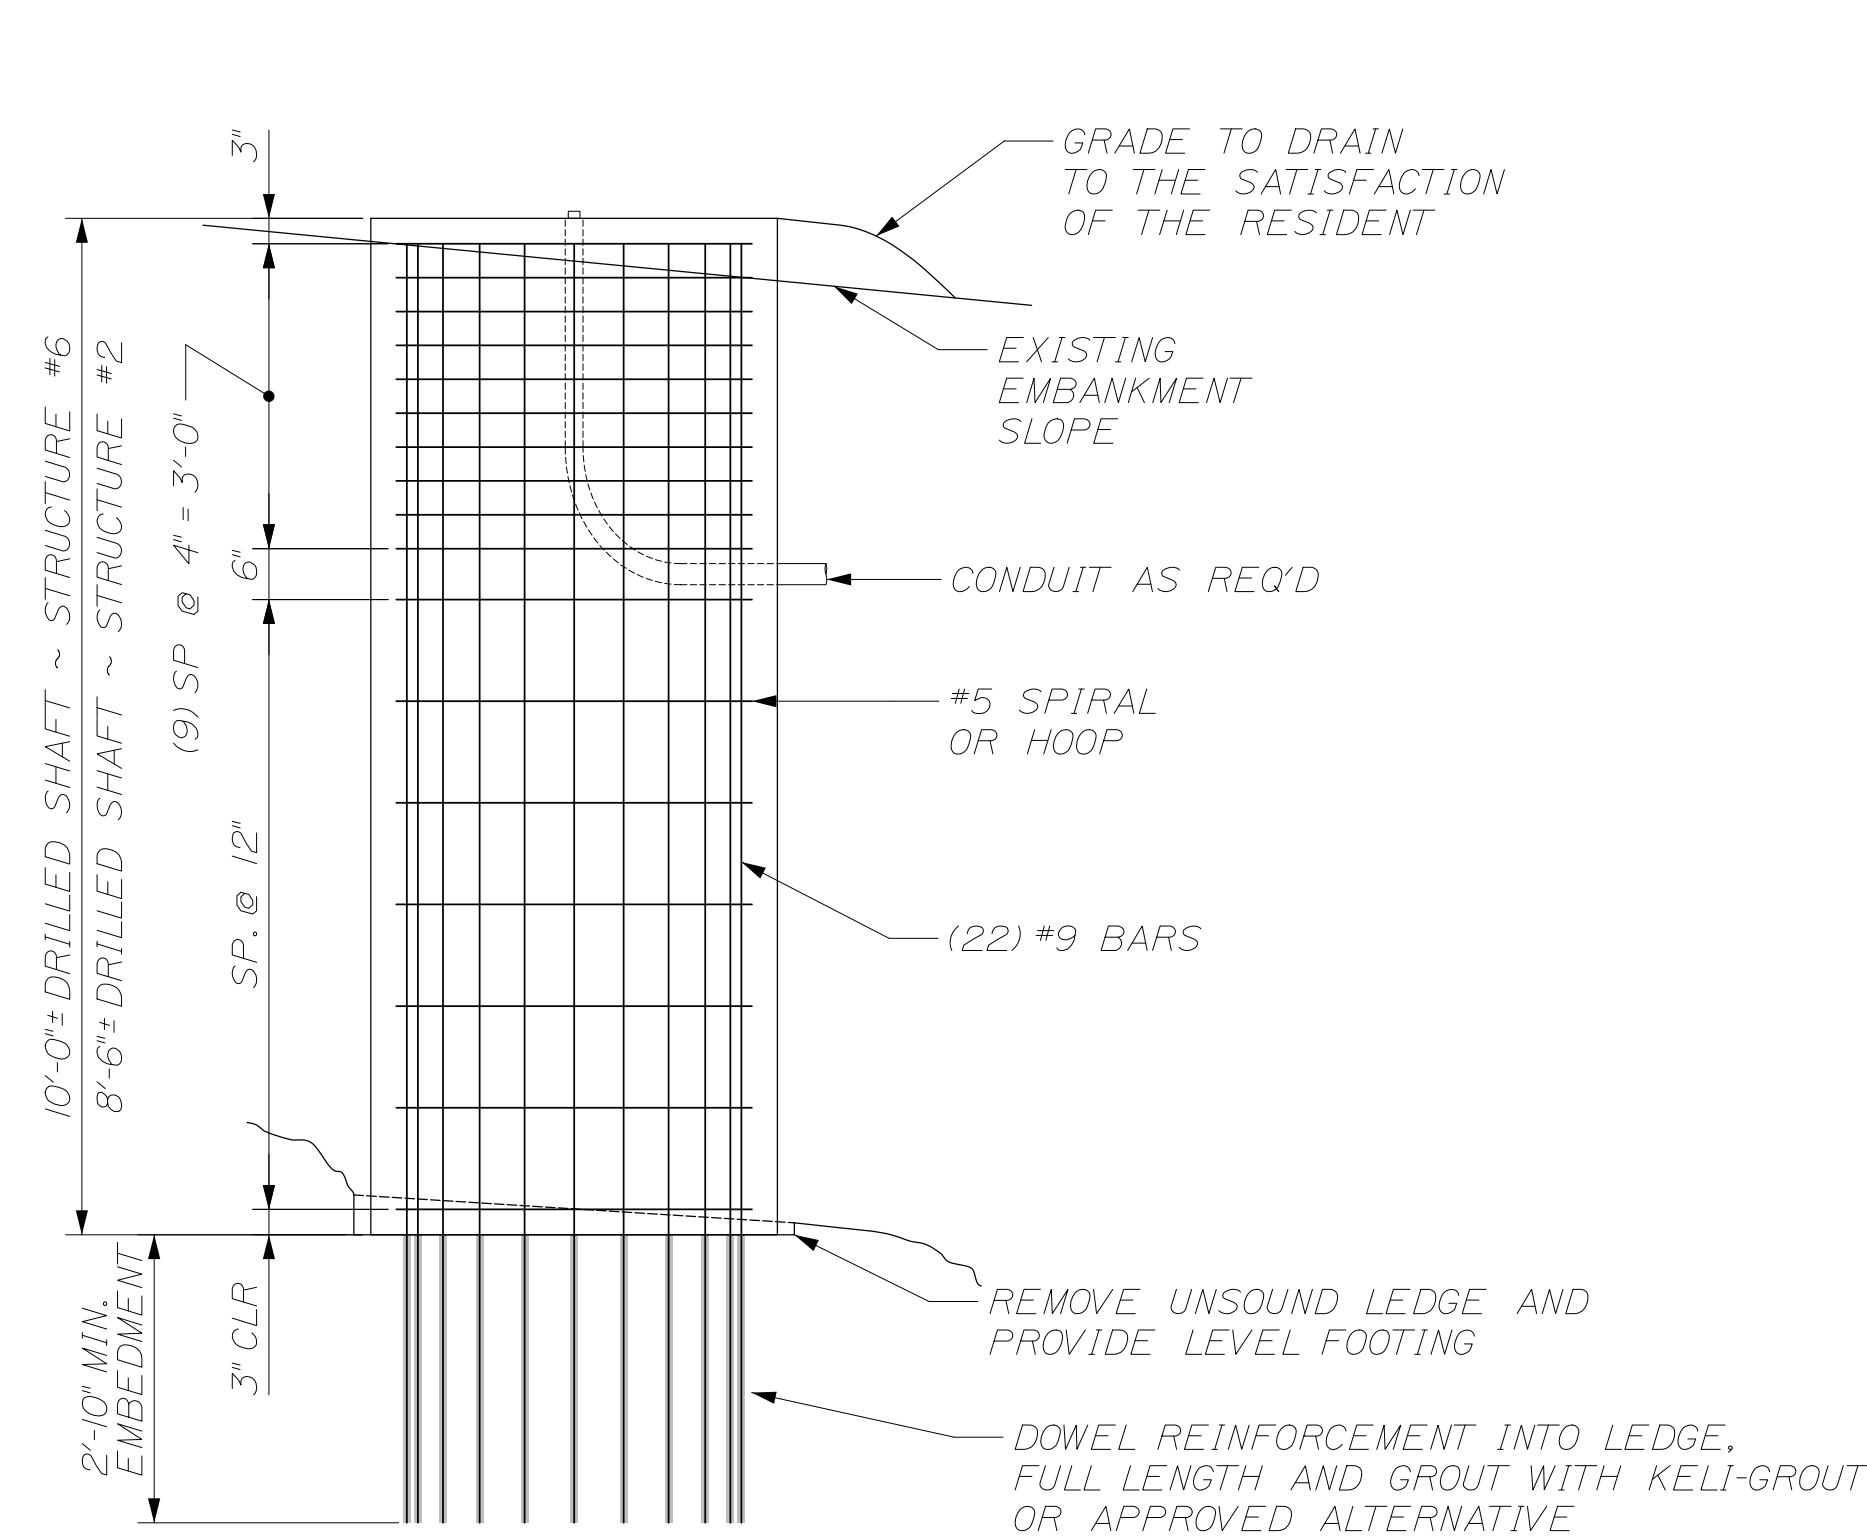 3"
GRADE TO DRAIN
TO THE SATISFACTION
OF THE RESIDENT
EXISTING
EMBANKMENT
SLOPE
10'-0"± DRILLED SHAFT ~ STRUCTURE #6
8'-6"± DRILLED SHAFT ~ STRUCTURE #2
(9) SP @ 4" = 3'-0"
6"
CONDUIT AS REQ'D
#5 SPIRAL
OR HOOP
SP. @ 12"
(22) #9 BARS
2'-10" MIN.
EMBEDMENT
3" CLR
REMOVE UNSOUND LEDGE AND
PROVIDE LEVEL FOOTING
DOWEL REINFORCEMENT INTO LEDGE,
FULL LENGTH AND GROUT WITH KELI-GROUT
OR APPROVED ALTERNATIVE